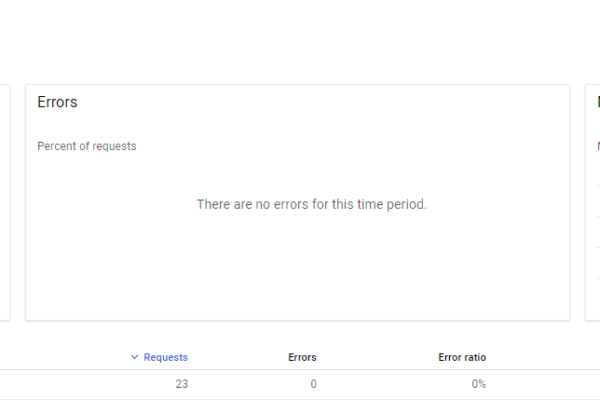 Errors
Percent of requests
There are no errors for this time period.
Requests Errors Error ratio
23 0 0%